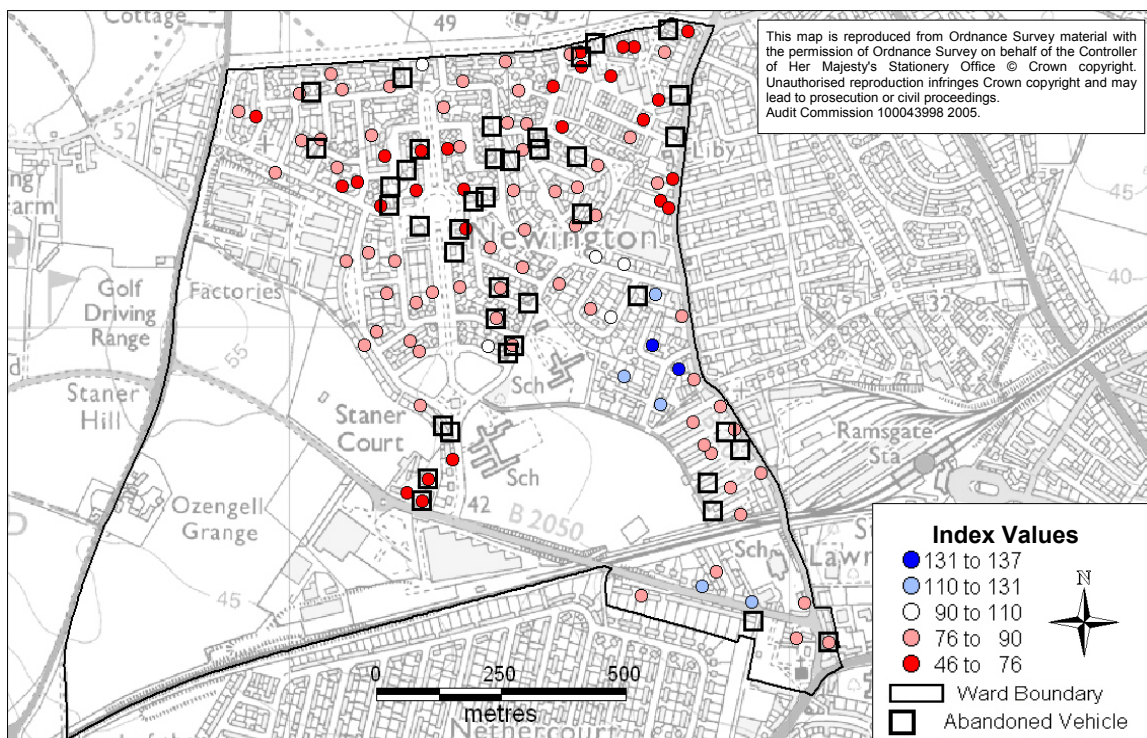 Cottages
49
This map is reproduced from Ordnance Survey material with
the permission of Ordnance Survey on behalf of the Controller
of Her Majesty's Stationery Office © Crown copyright.
Unauthorised reproduction infringes Crown copyright and may
lead to prosecution or civil proceedings.
Audit Commission 100043998 2005.
52
Liby
45
Newington
Factories
40
32
Golf
Driving
Range
55
Staner
Hill
Sch
Staner
Court
Ramsgate
Sta
Sch
42
Ozengell
Grange
B 2050
Sch
45
0 250 500
metres
Nethercourt
Index Values
131 to 137
110 to 131
90 to 110
76 to 90
46 to 76
N
Ward Boundary
Abandoned Vehicle